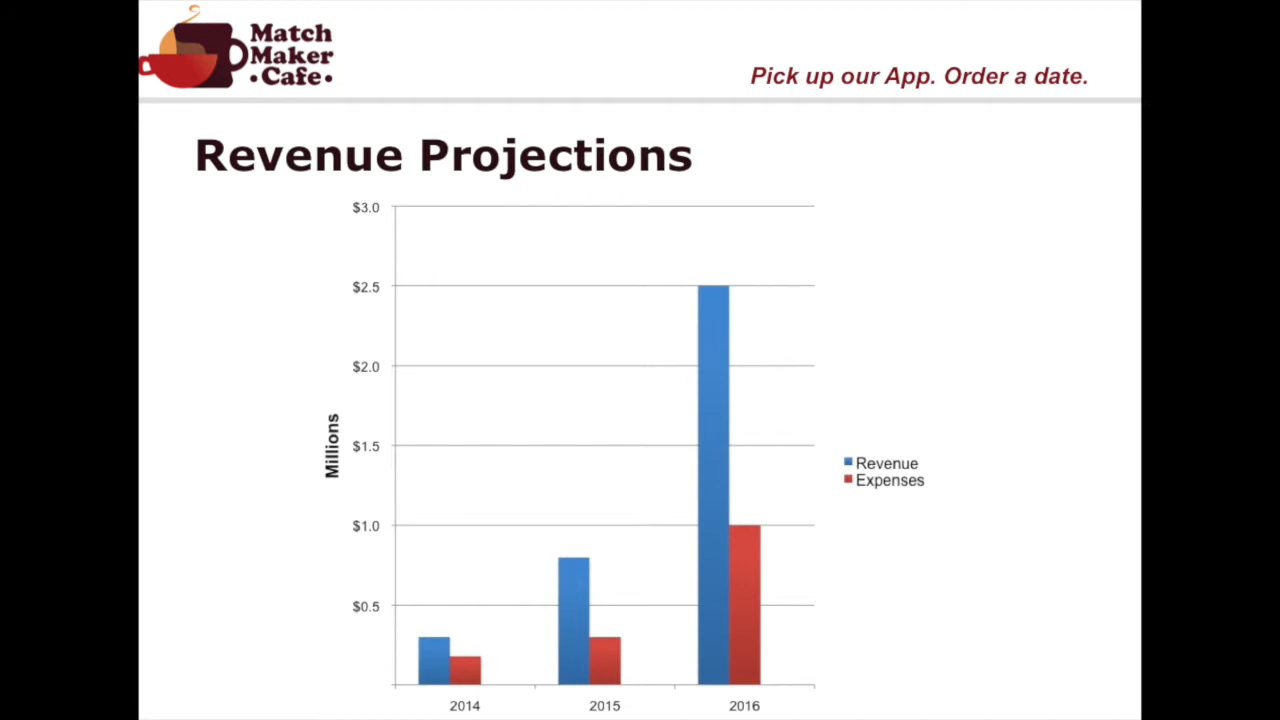 Match
Maker
•Cafe•
Pick up our App. Order a date.
Revenue Projections
$3.0
$2.5
$2.0
$1.5
$1.0
$0.5
Millions
Revenue
Expenses
2014 2015 2016